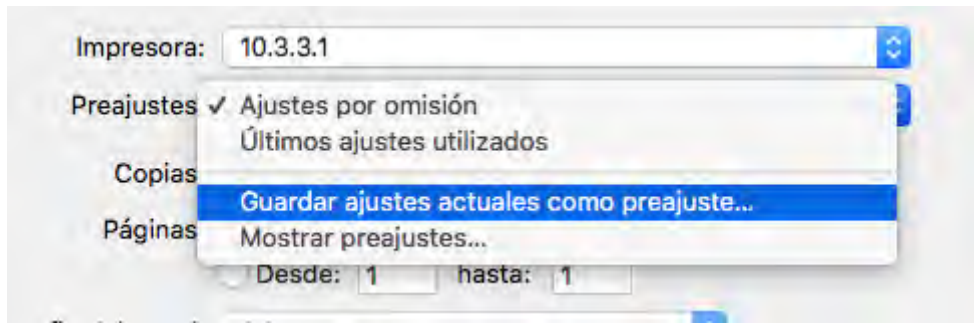 Impresora: 10.3.3.1
Preajustes ✓ Ajustes por omisión
Últimos ajustes utilizados
Copias
Guardar ajustes actuales como preajuste...
Páginas
Mostrar preajustes...
Desde: 1 hasta: 1